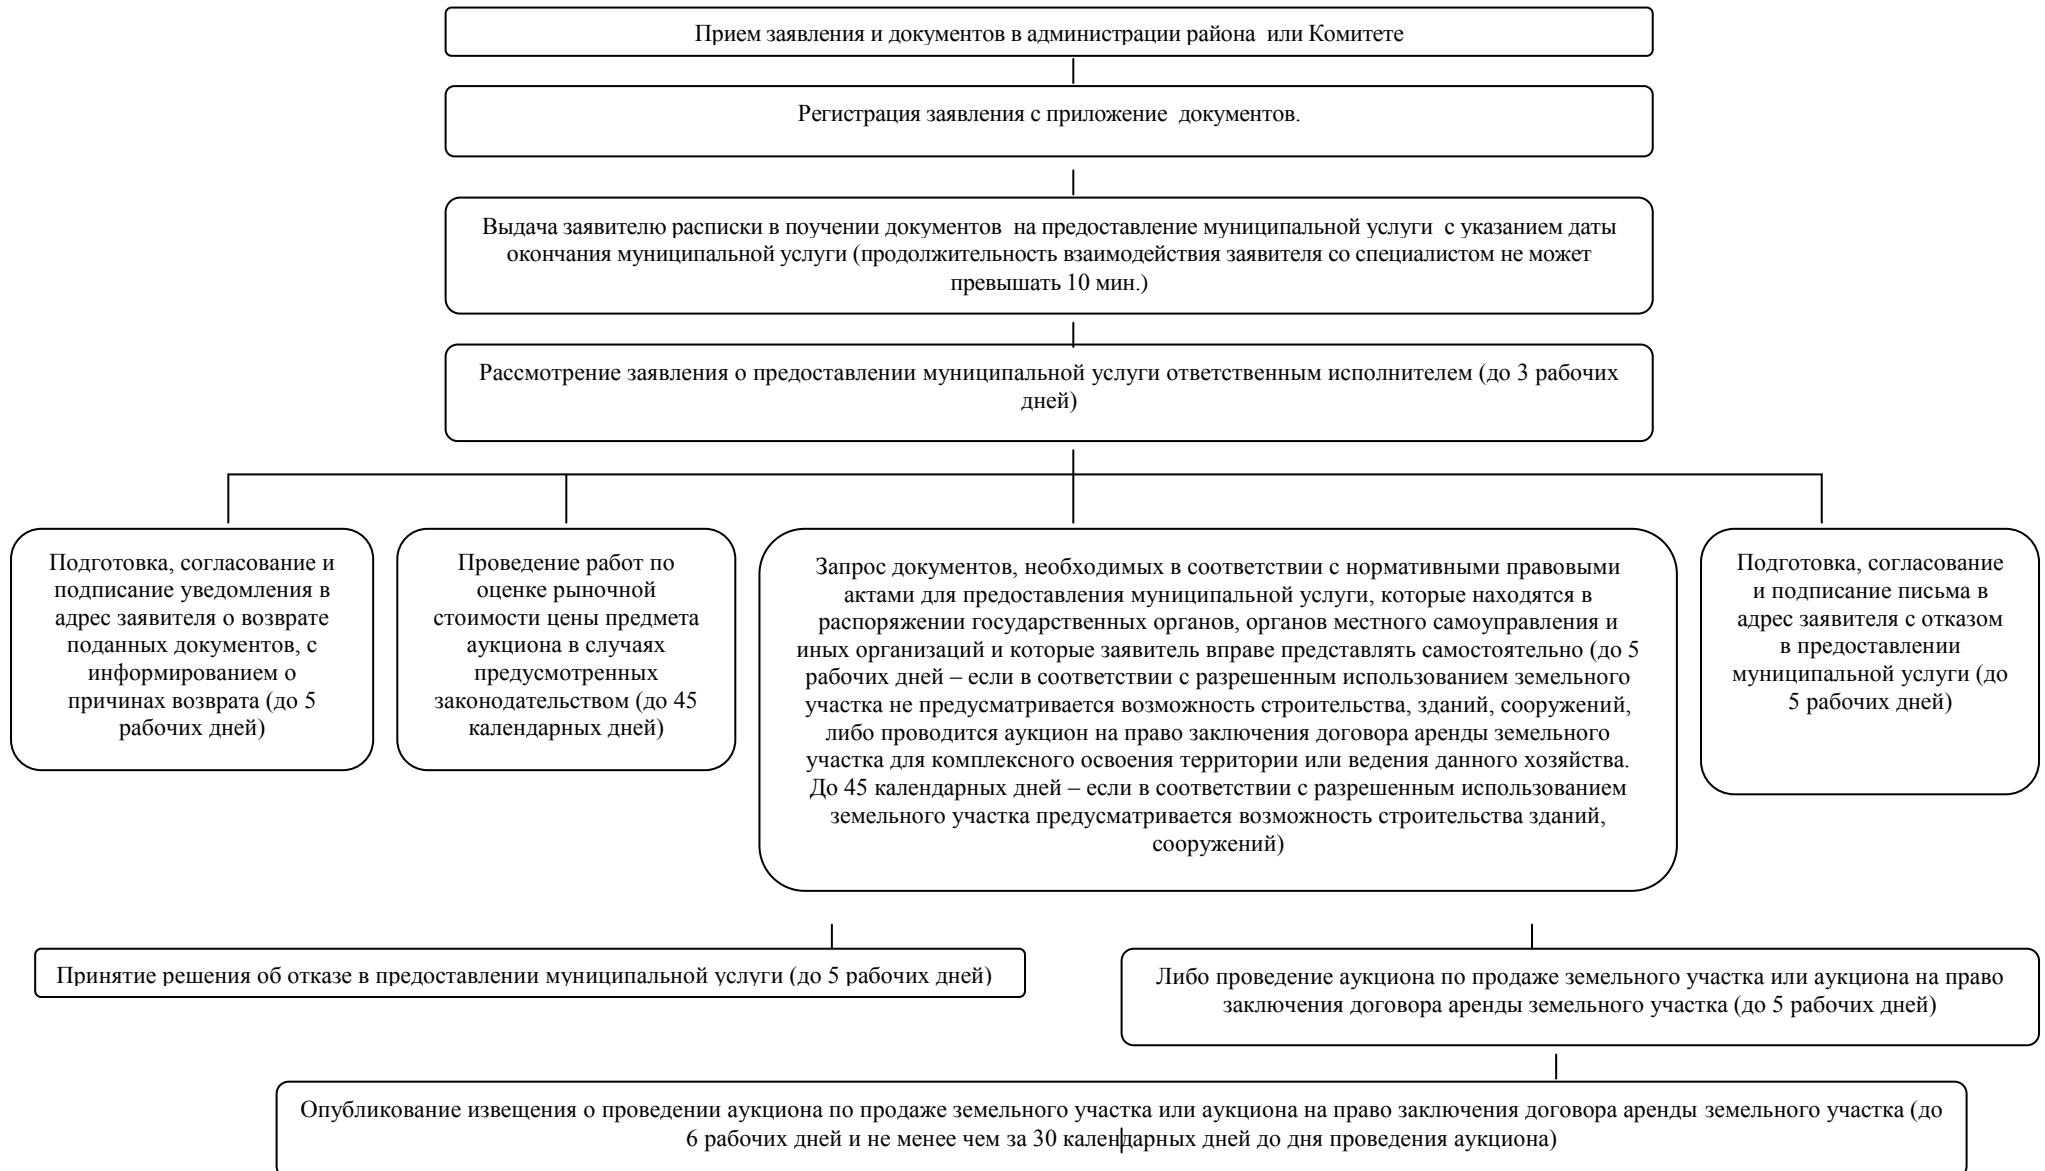 Прием заявления и документов в администрации района или Комитете
Регистрация заявления с приложение документов.
Выдача заявителю расписки в поучении документов на предоставление муниципальной услуги с указанием даты
окончания муниципальной услуги (продолжительность взаимодействия заявителя со специалистом не может
превышать 10 мин.)
Рассмотрение заявления о предоставлении муниципальной услуги ответственным исполнителем (до 3 рабочих
дней)
Подготовка, согласование и
подписание уведомления в
адрес заявителя о возврате
поданных документов, с
информированием о
причинах возврата (до 5
рабочих дней)
Проведение работ по
оценке рыночной
стоимости цены предмета
аукциона в случаях
предусмотренных
законодательством (до 45
календарных дней)
Запрос документов, необходимых в соответствии с нормативными правовыми
актами для предоставления муниципальной услуги, которые находятся в
распоряжении государственных органов, органов местного самоуправления и
иных организаций и которые заявитель вправе представлять самостоятельно (до 5
рабочих дней – если в соответствии с разрешенным использованием земельного
участка не предусматривается возможность строительства, зданий, сооружений,
либо проводится аукцион на право заключения договора аренды земельного
участка для комплексного освоения территории или ведения данного хозяйства.
До 45 календарных дней – если в соответствии с разрешенным использованием
земельного участка предусматривается возможность строительства зданий,
сооружений)
Подготовка, согласование
и подписание письма в
адрес заявителя с отказом
в предоставлении
муниципальной услуги (до
5 рабочих дней)
Принятие решения об отказе в предоставлении муниципальной услуги (до 5 рабочих дней)
Либо проведение аукциона по продаже земельного участка или аукциона на право
заключения договора аренды земельного участка (до 5 рабочих дней)
Опубликование извещения о проведении аукциона по продаже земельного участка или аукциона на право заключения договора аренды земельного участка (до
6 рабочих дней и не менее чем за 30 календарных дней до дня проведения аукциона)